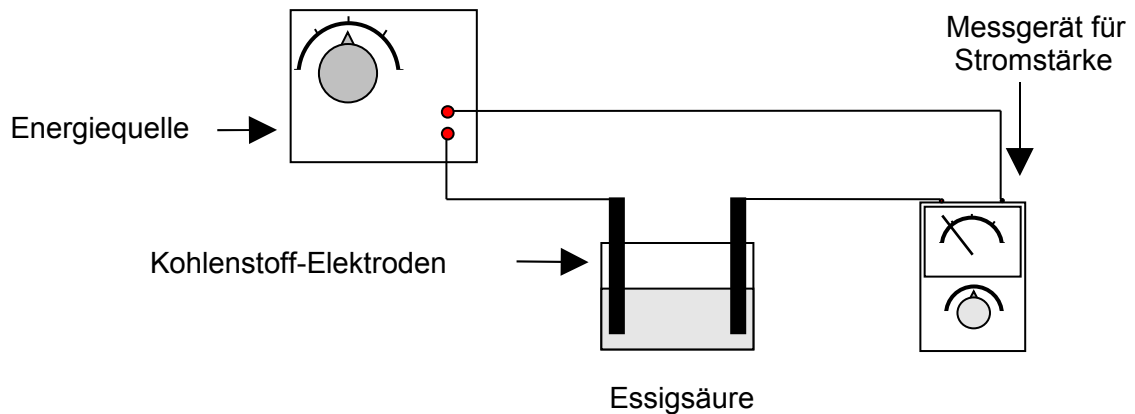 Messgerät für
Stromstärke
Energiequelle
Kohlenstoff-Elektroden
Essigsäure